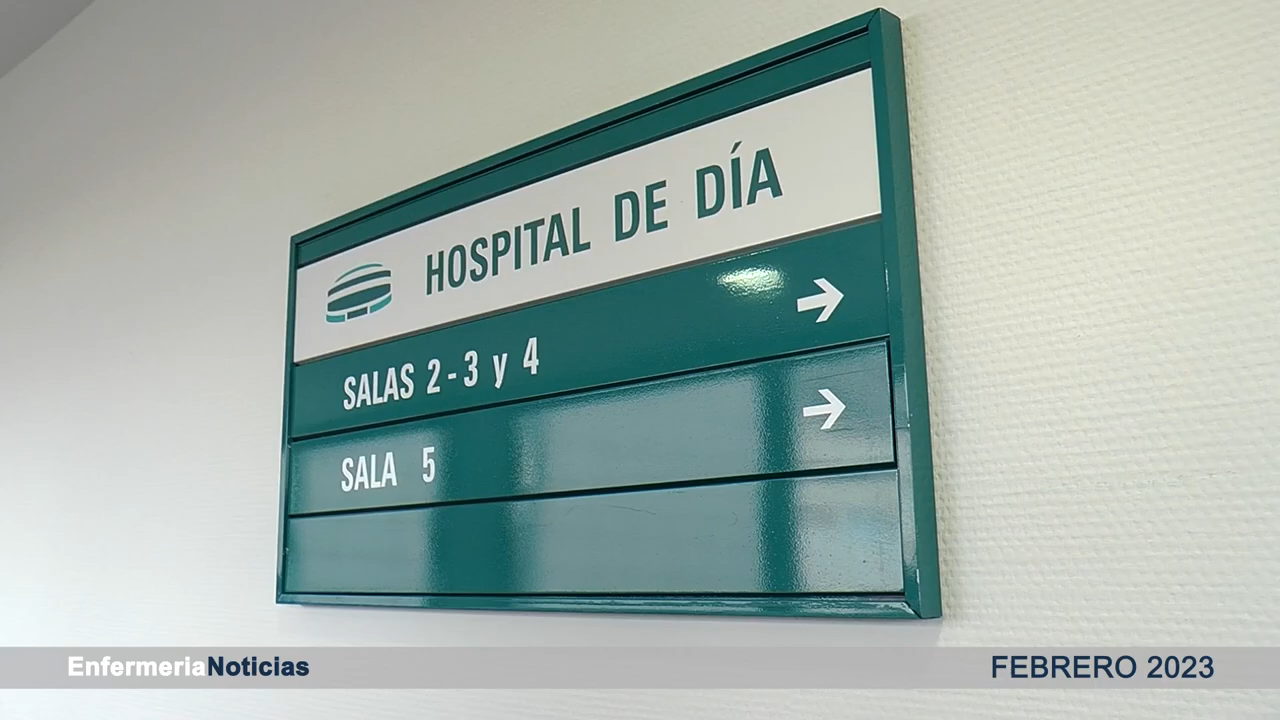 HOSPITAL DE DÍA
SALAS 2-3 y 4
SALA 5
EnfermeriaNoticias
FEBRERO 2023